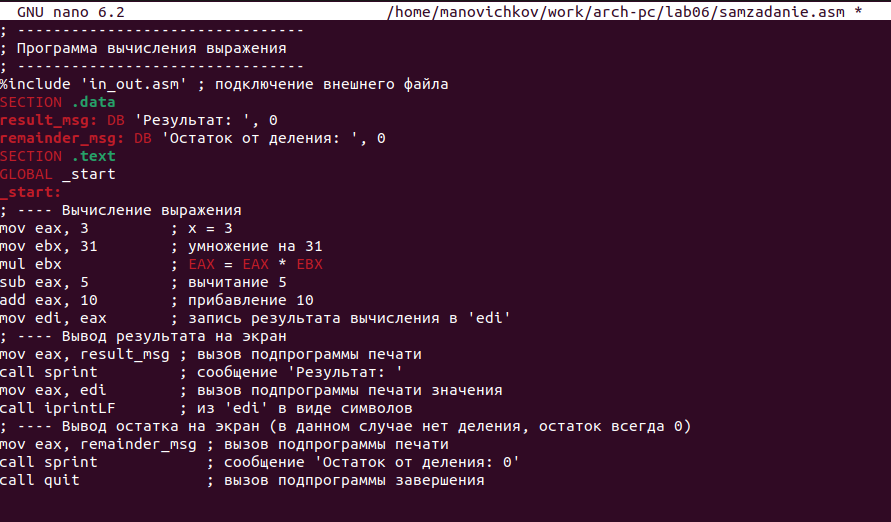 GNU nano 6.2 /home/manovichkov/work/arch-pc/lab06/samzadanie.asm *
; --------------------------------
; Программа вычисления выражения
; --------------------------------
%include 'in_out.asm' ; подключение внешнего файла
SECTION .data
result_msg: DB 'Результат: ', 0
remainder_msg: DB 'Остаток от деления: ', 0
SECTION .text
GLOBAL _start
_start:
; ---- Вычисление выражения
mov eax, 3         ; x = 3
mov ebx, 31        ; умножение на 31
mul ebx            ; EAX = EAX * EBX
sub eax, 5         ; вычитание 5
add eax, 10        ; прибавление 10
mov edi, eax       ; запись результата вычисления в 'edi'
; ---- Вывод результата на экран
mov eax, result_msg ; вызов подпрограммы печати
call sprint         ; сообщение 'Результат: '
mov eax, edi        ; вызов подпрограммы печати значения
call iprintLF       ; из 'edi' в виде символов
; ---- Вывод остатка на экран (в данном случае нет деления, остаток всегда 0)
mov eax, remainder_msg ; вызов подпрограммы печати
call sprint            ; сообщение 'Остаток от деления: 0'
call quit              ; вызов подпрограммы завершения